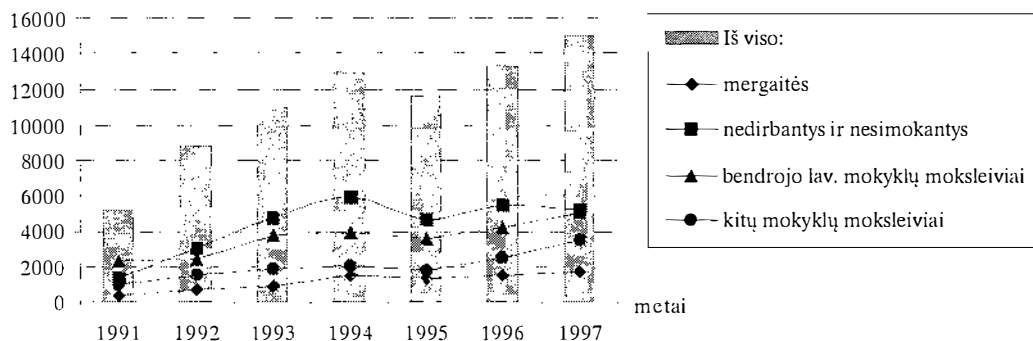 16000
14000
12000
10000
8000
6000
4000
2000
0
1991 1992 1993 1994 1995 1996 1997
metai
Iš viso:
mergaitės
nedirbantys ir nesimokantys
bendrojo lav. mokyklų moksleiviai
kitų mokyklų moksleiviai